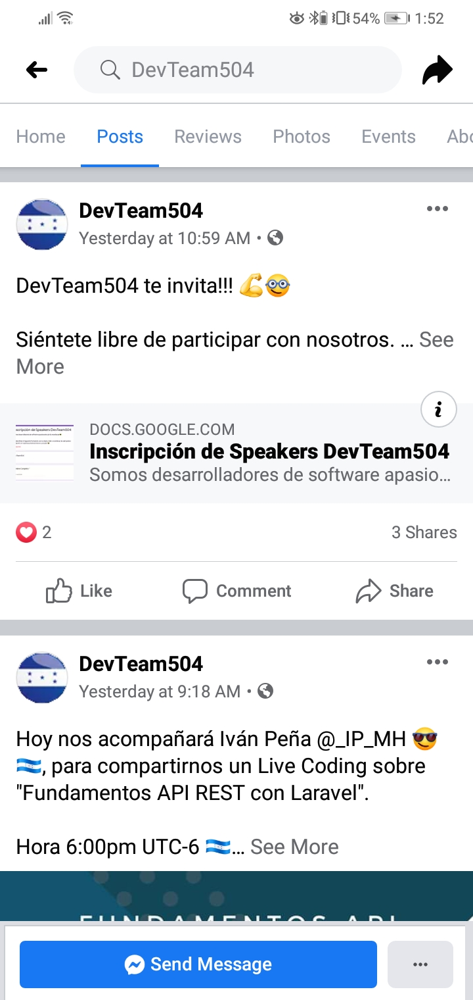 54% 1:52
DevTeam504
Home Posts Reviews Photos Events Abo
DevTeam504
Yesterday at 10:59 AM •
DevTeam504 te invita!!! 💪🤓
Siéntete libre de participar con nosotros. ... See
More
DOCS.GOOGLE.COM
Inscripción de Speakers DevTeam504
Somos desarrolladores de software apasio...
2 3 Shares
Like Comment Share
DevTeam504
Yesterday at 9:18 AM •
Hoy nos acompañará Iván Peña @_IP_MH 😎
🇭🇳, para compartirnos un Live Coding sobre
"Fundamentos API REST con Laravel".
Hora 6:00pm UTC-6 🇭🇳... See More
FUNDAMENTOS API
Send Message